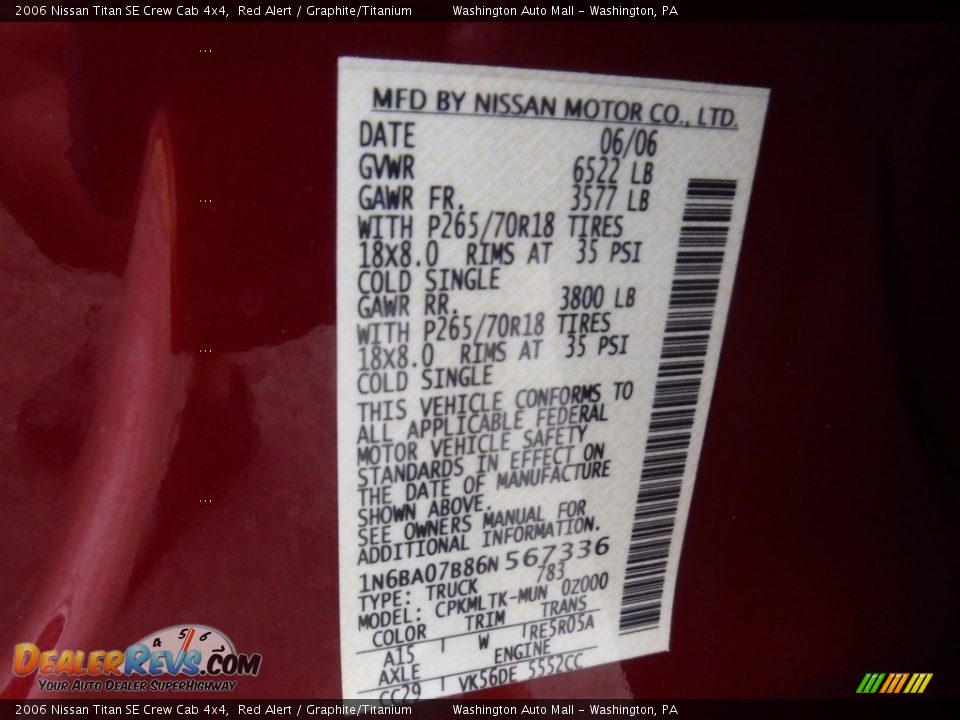 2006 Nissan Titan SE Crew Cab 4x4, Red Alert / Graphite/Titanium Washington Auto Mall - Washington, PA
MFD BY NISSAN MOTOR CO., LTD.
DATE 06/06
GVWR 6522 LB
GAWR FR. 3577 LB
WITH P265/70R18 TIRES
18X8.0 RIMS AT 35 PSI
COLD SINGLE
GAWR RR. 3800 LB
WITH P265/70R18 TIRES
18X8.0 RIMS AT 35 PSI
COLD SINGLE
THIS VEHICLE CONFORMS TO
ALL APPLICABLE FEDERAL
MOTOR VEHICLE SAFETY
STANDARDS IN EFFECT ON
THE DATE OF MANUFACTURE
SHOWN ABOVE.
SEE OWNERS MANUAL FOR
ADDITIONAL INFORMATION.
1N6BA07B86N 567336
TYPE: TRUCK 783
MODEL: CPKMLTK-MUN 0Z000
COLOR TRIM TRANS
A15 W RE5R05A
AXLE ENGINE
CC29 VK56DE 5552CC
4 5 6
DEALERREVS.COM
Your Auto Dealer SuperHighway
2006 Nissan Titan SE Crew Cab 4x4, Red Alert / Graphite/Titanium Washington Auto Mall - Washington, PA